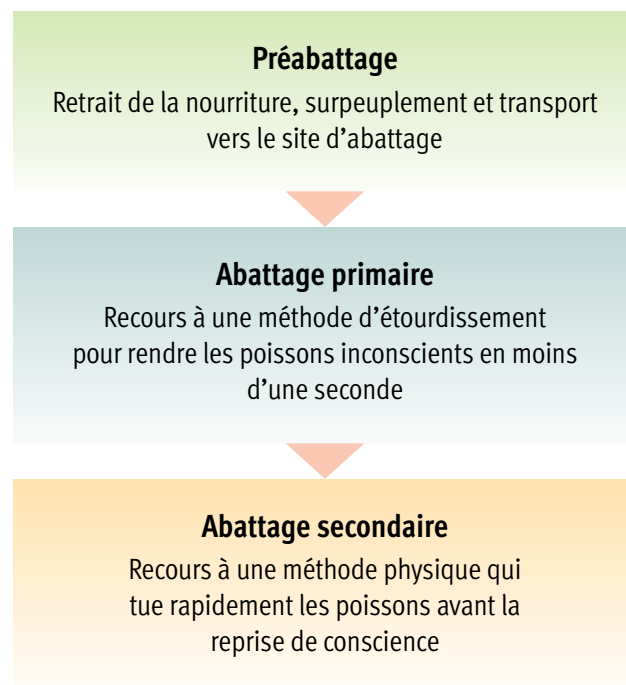 Préabattage
Retrait de la nourriture, surpeuplement et transport
vers le site d’abattage
Abattage primaire
Recours à une méthode d’étourdissement
pour rendre les poissons inconscients en moins
d’une seconde
Abattage secondaire
Recours à une méthode physique qui
tue rapidement les poissons avant la
reprise de conscience